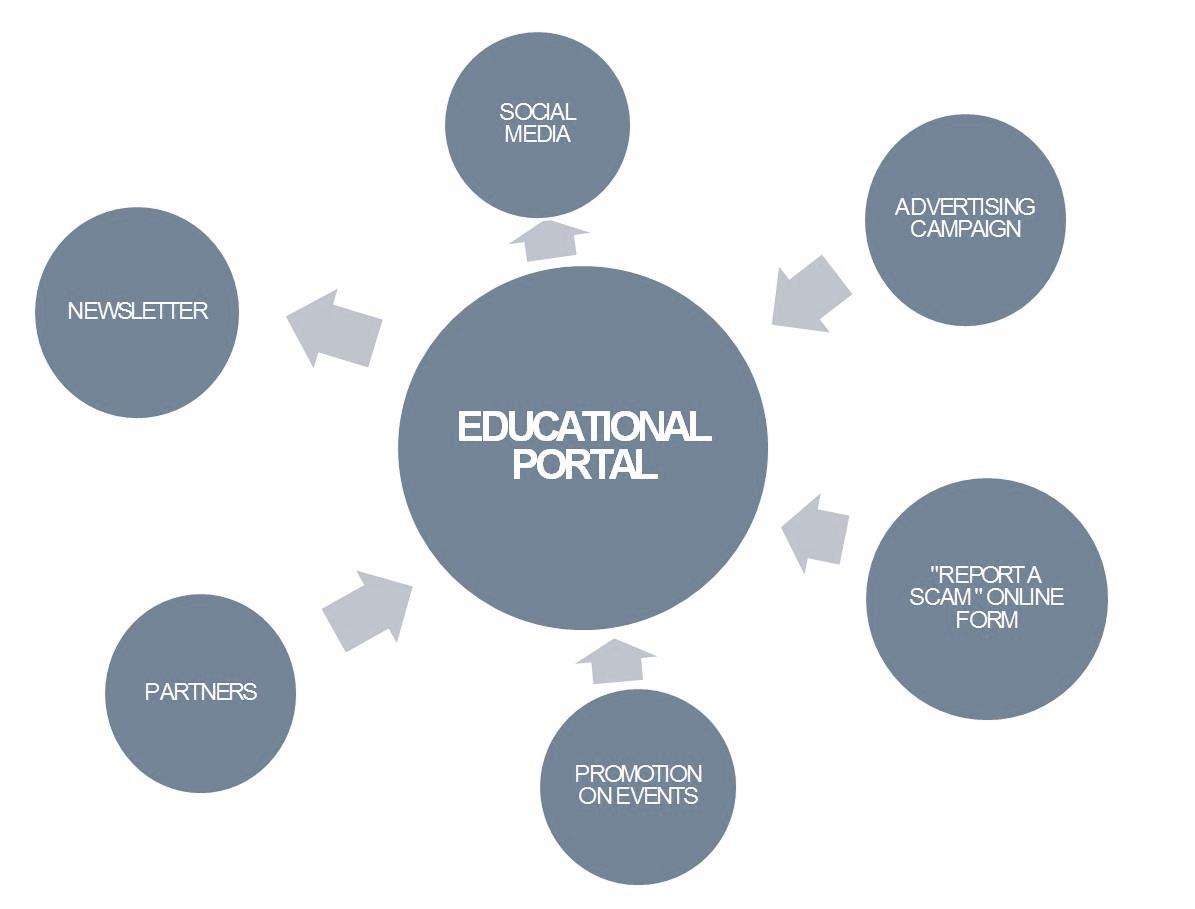 SOCIAL
MEDIA
ADVERTISING
CAMPAIGN
NEWSLETTER
EDUCATIONAL
PORTAL
"REPORT A
SCAM" ONLINE
FORM
PARTNERS
PROMOTION
ON EVENTS